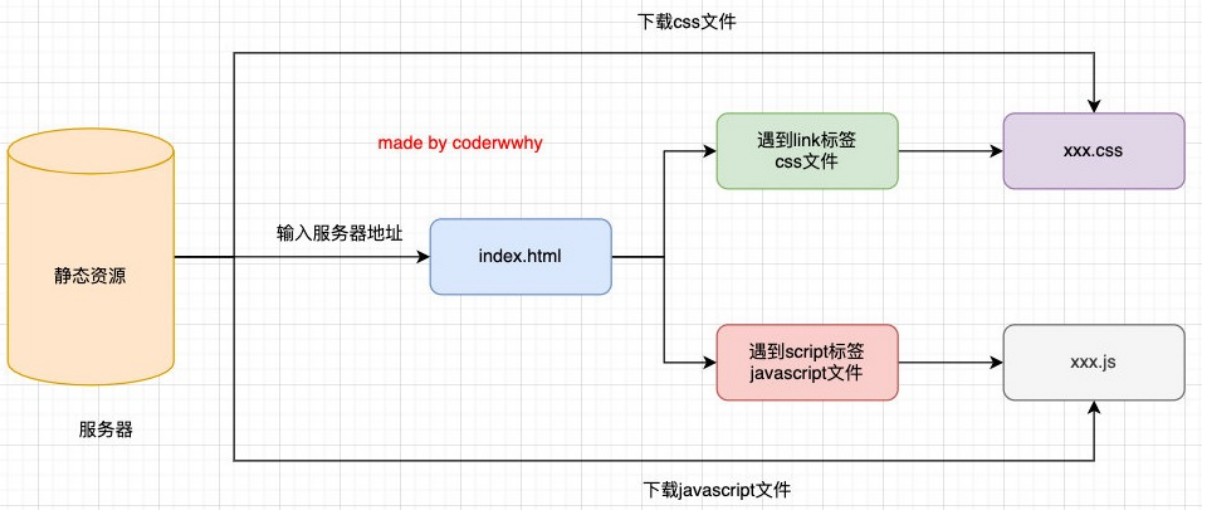 下载css文件
made by coderwwhy
遇到link标签
css文件
xxx.css
输入服务器地址
index.html
静态资源
遇到script标签
javascript文件
xxx.js
服务器
下载javascript文件